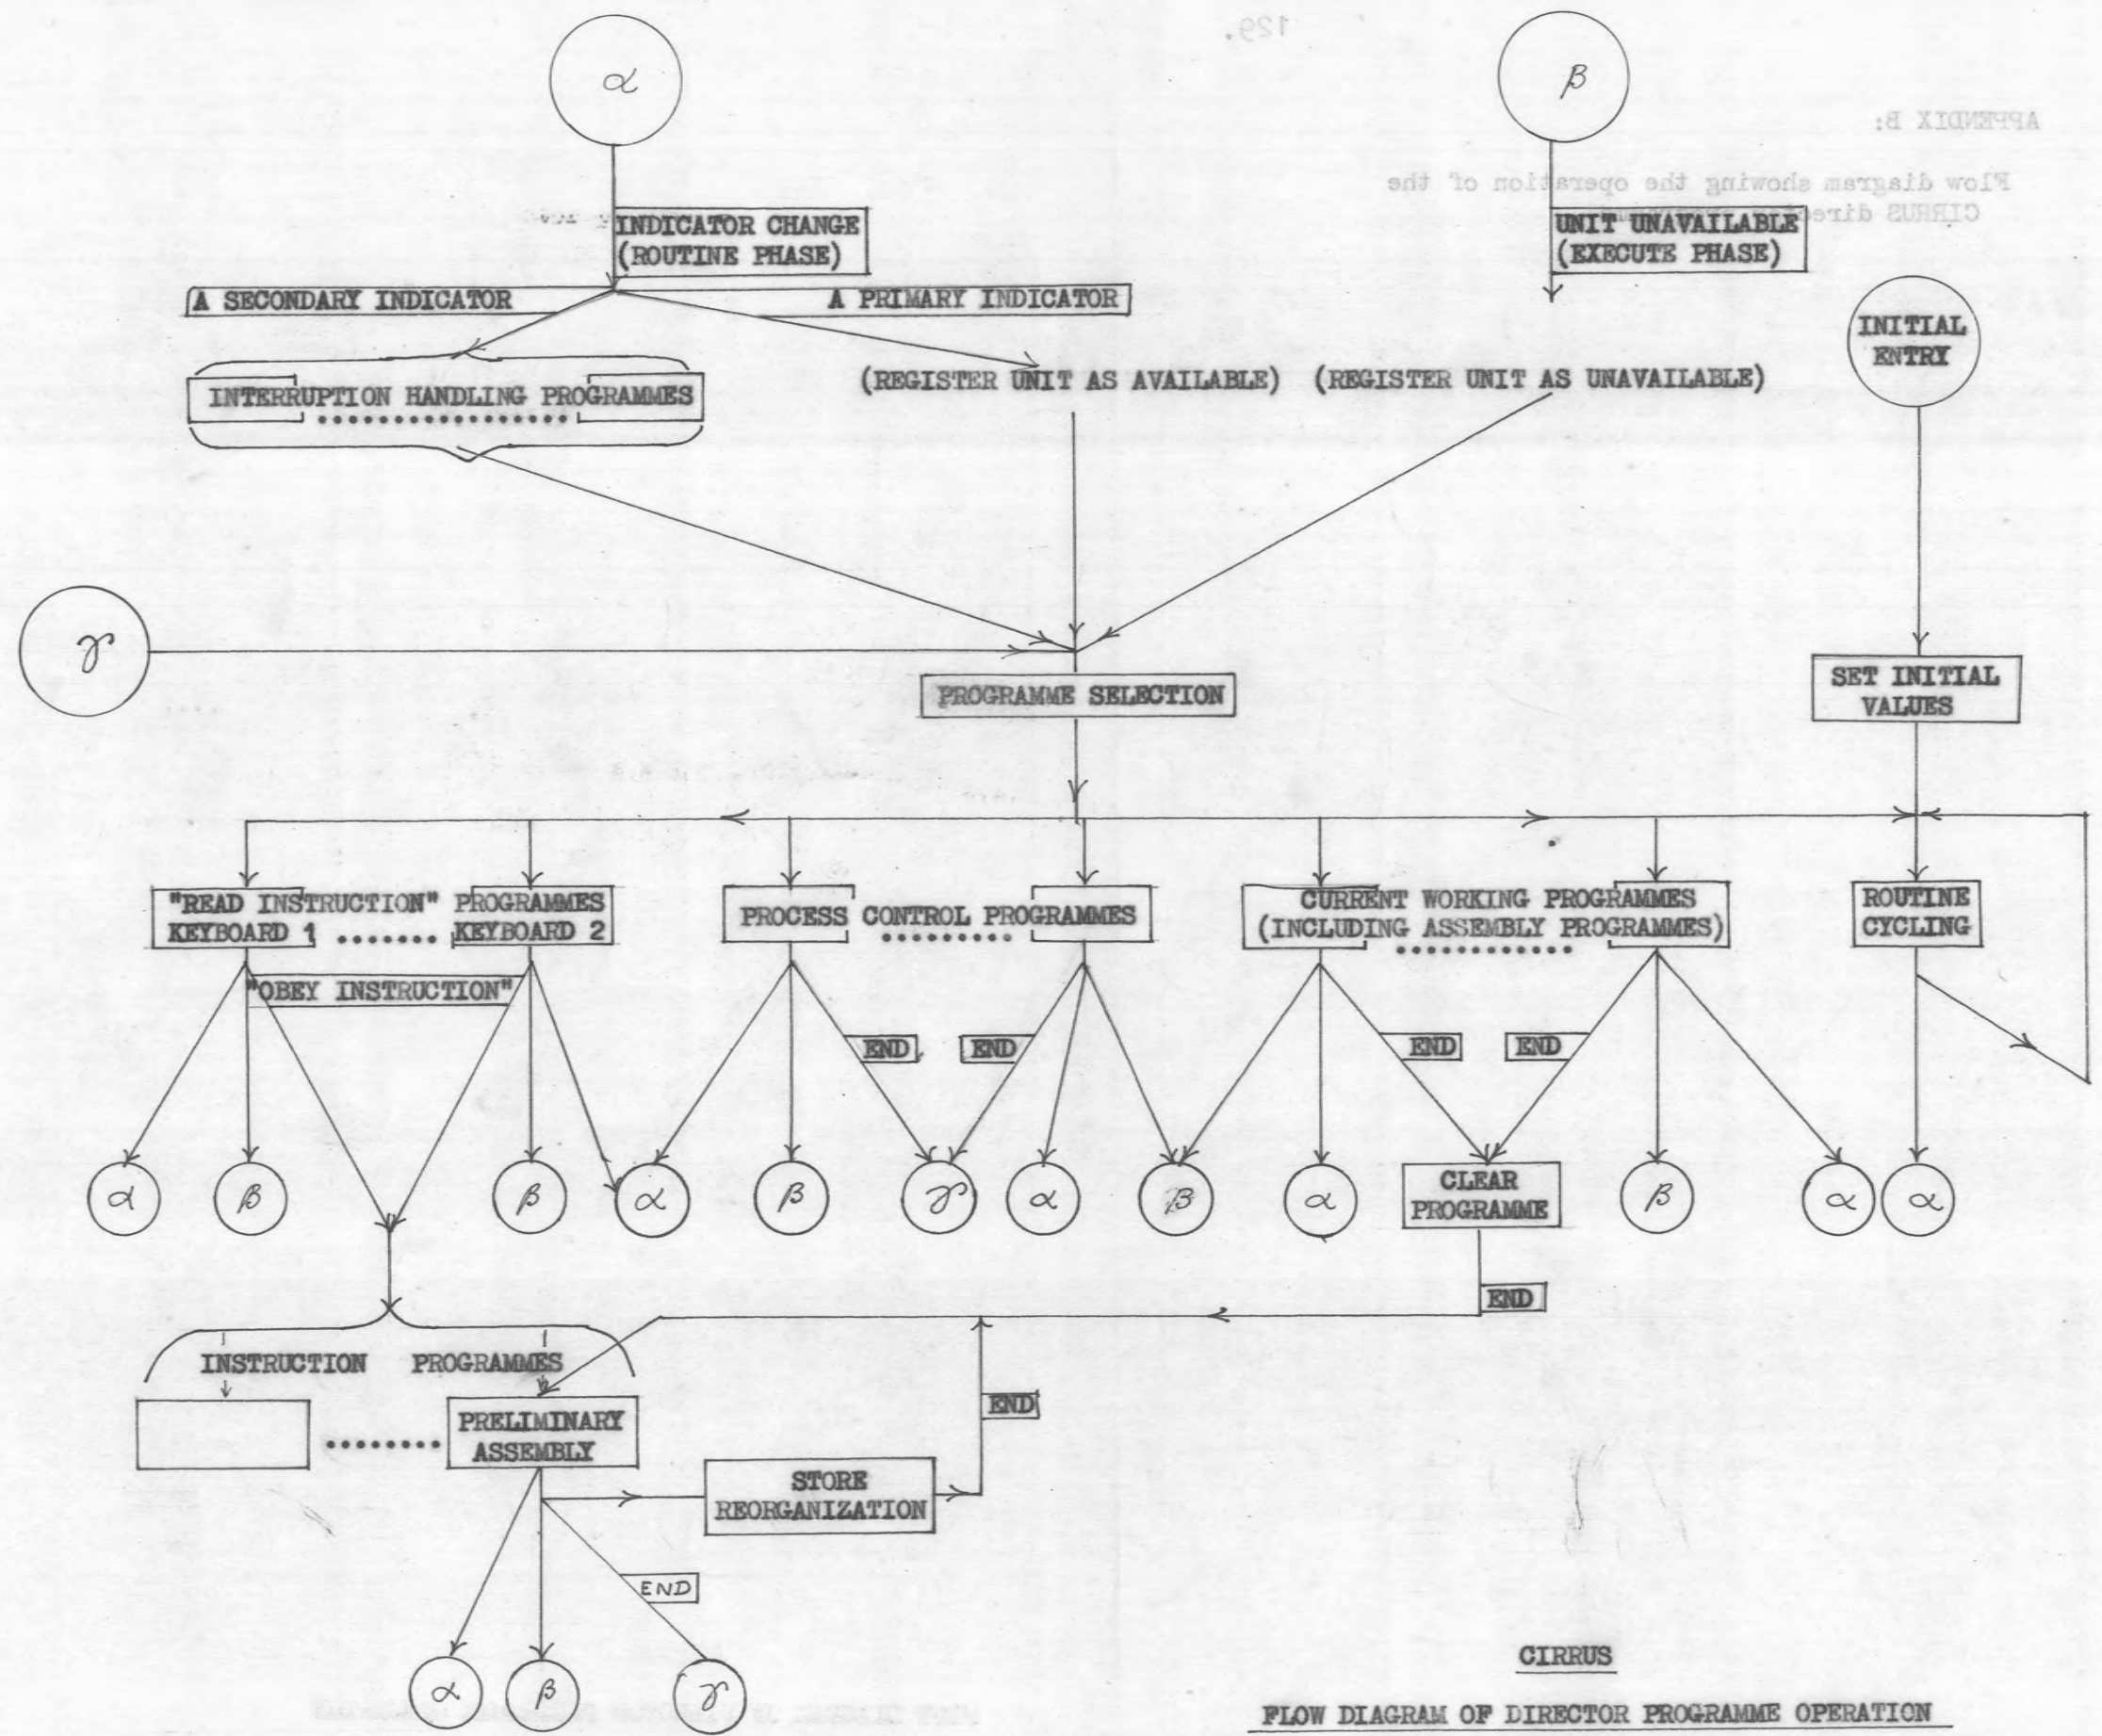 129.
α
β
APPENDIX B:
Flow diagram showing the operation of the
CIRRUS
INDICATOR CHANGE
(ROUTINE PHASE)
UNIT UNAVAILABLE
(EXECUTE PHASE)
A SECONDARY INDICATOR
A PRIMARY INDICATOR
INITIAL
ENTRY
INTERRUPTION HANDLING PROGRAMMES
(REGISTER UNIT AS AVAILABLE)
(REGISTER UNIT AS UNAVAILABLE)
γ
PROGRAMME SELECTION
SET INITIAL
VALUES
"READ INSTRUCTION" PROGRAMMES
KEYBOARD 1 ....... KEYBOARD 2
PROCESS CONTROL PROGRAMMES
CURRENT WORKING PROGRAMMES
(INCLUDING ASSEMBLY PROGRAMMES)
ROUTINE
CYCLING
"OBEY INSTRUCTION"
END
END
END
END
α
β
β
α
β
γ
α
β
α
CLEAR
PROGRAMME
β
α
α
END
INSTRUCTION PROGRAMMES
END
PRELIMINARY
ASSEMBLY
STORE
REORGANIZATION
END
α
β
γ
CIRRUS
FLOW DIAGRAM OF DIRECTOR PROGRAMME OPERATION